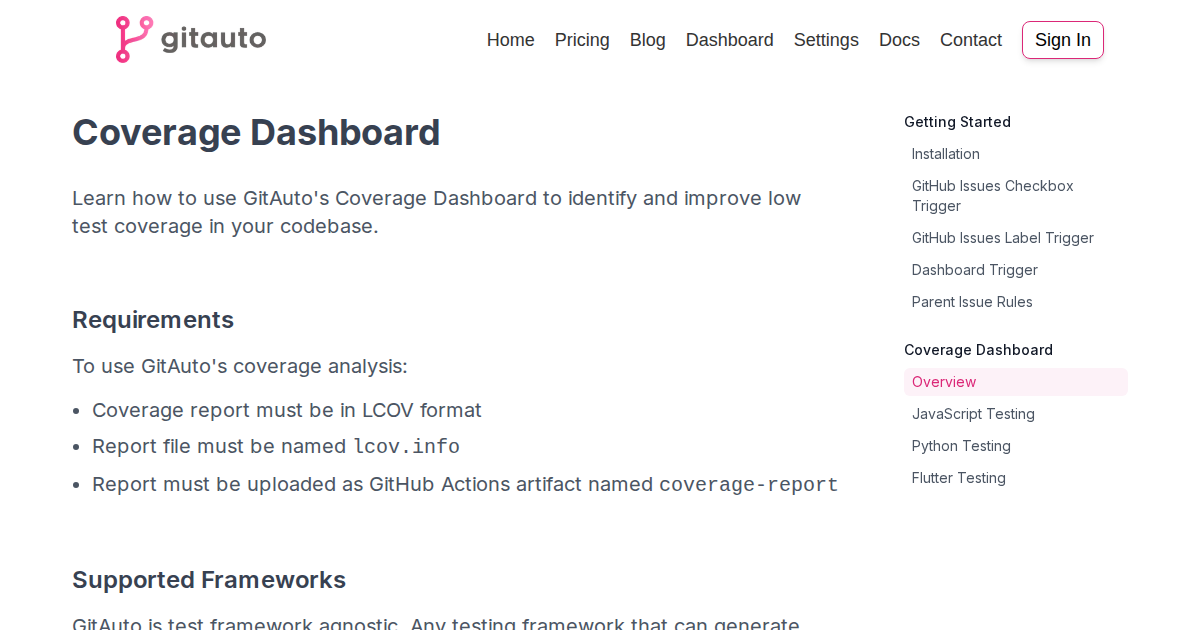 gitauto
Home Pricing Blog Dashboard Settings Docs Contact Sign In
Coverage Dashboard
Learn how to use GitAuto's Coverage Dashboard to identify and improve low
test coverage in your codebase.
Requirements
To use GitAuto's coverage analysis:
• Coverage report must be in LCOV format
• Report file must be named lcov.info
• Report must be uploaded as GitHub Actions artifact named coverage-report
Supported Frameworks
GitAuto is test framework agnostic. Any testing framework that can generate
Getting Started
Installation
GitHub Issues Checkbox
Trigger
GitHub Issues Label Trigger
Dashboard Trigger
Parent Issue Rules
Coverage Dashboard
Overview
JavaScript Testing
Python Testing
Flutter Testing